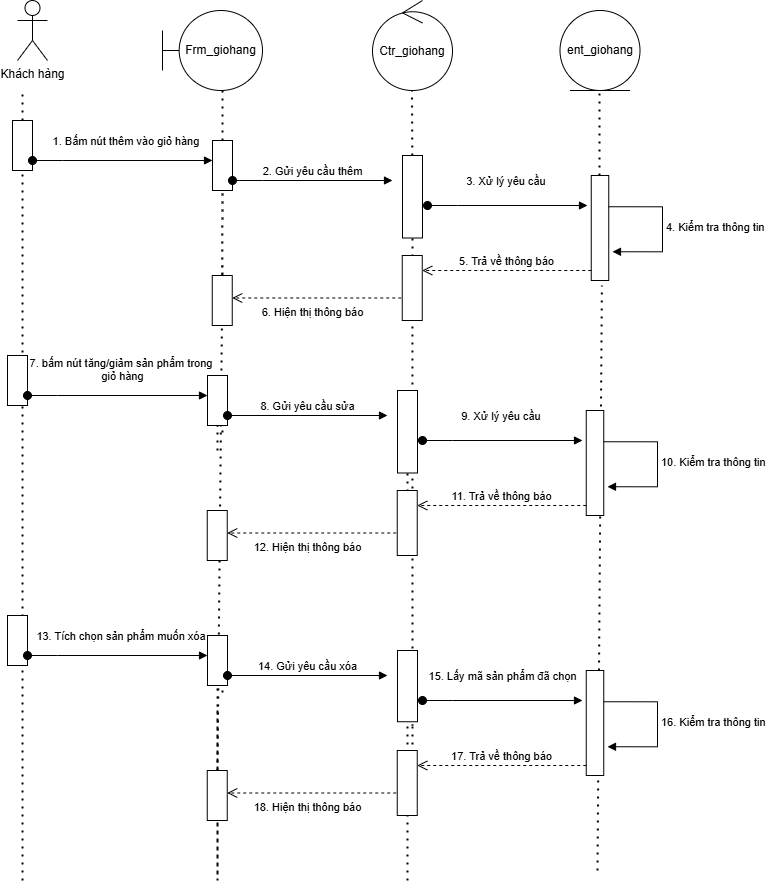 Khách hàng
Frm_giohang
Ctr_giohang
ent_giohang
1. Bấm nút thêm vào giỏ hàng
2. Gửi yêu cầu thêm
3. Xử lý yêu cầu
4. Kiểm tra thông tin
5. Trả về thông báo
6. Hiện thị thông báo
7. bấm nút tăng/giảm sản phẩm trong
giỏ hàng
8. Gửi yêu cầu sửa
9. Xử lý yêu cầu
10. Kiểm tra thông tin
11. Trả về thông báo
12. Hiện thị thông báo
13. Tích chọn sản phẩm muốn xóa
14. Gửi yêu cầu xóa
15. Lấy mã sản phẩm đã chọn
16. Kiểm tra thông tin
17. Trả về thông báo
18. Hiện thị thông báo